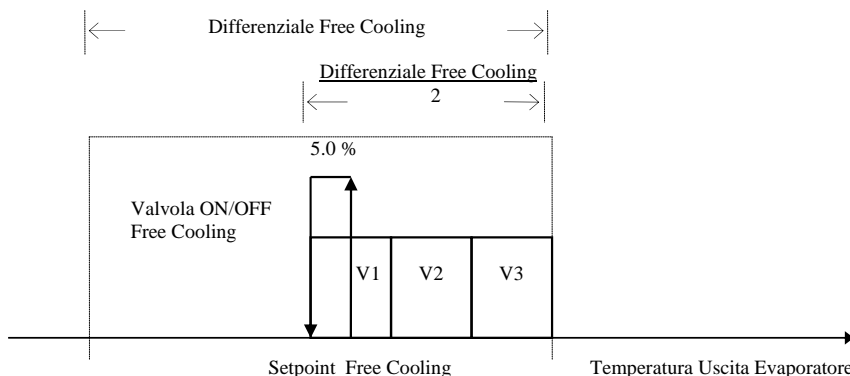 Differenziale Free Cooling
Differenziale Free Cooling
2
5.0 %
Valvola ON/OFF
Free Cooling
V1 V2 V3
Setpoint Free Cooling Temperatura Uscita Evaporatore